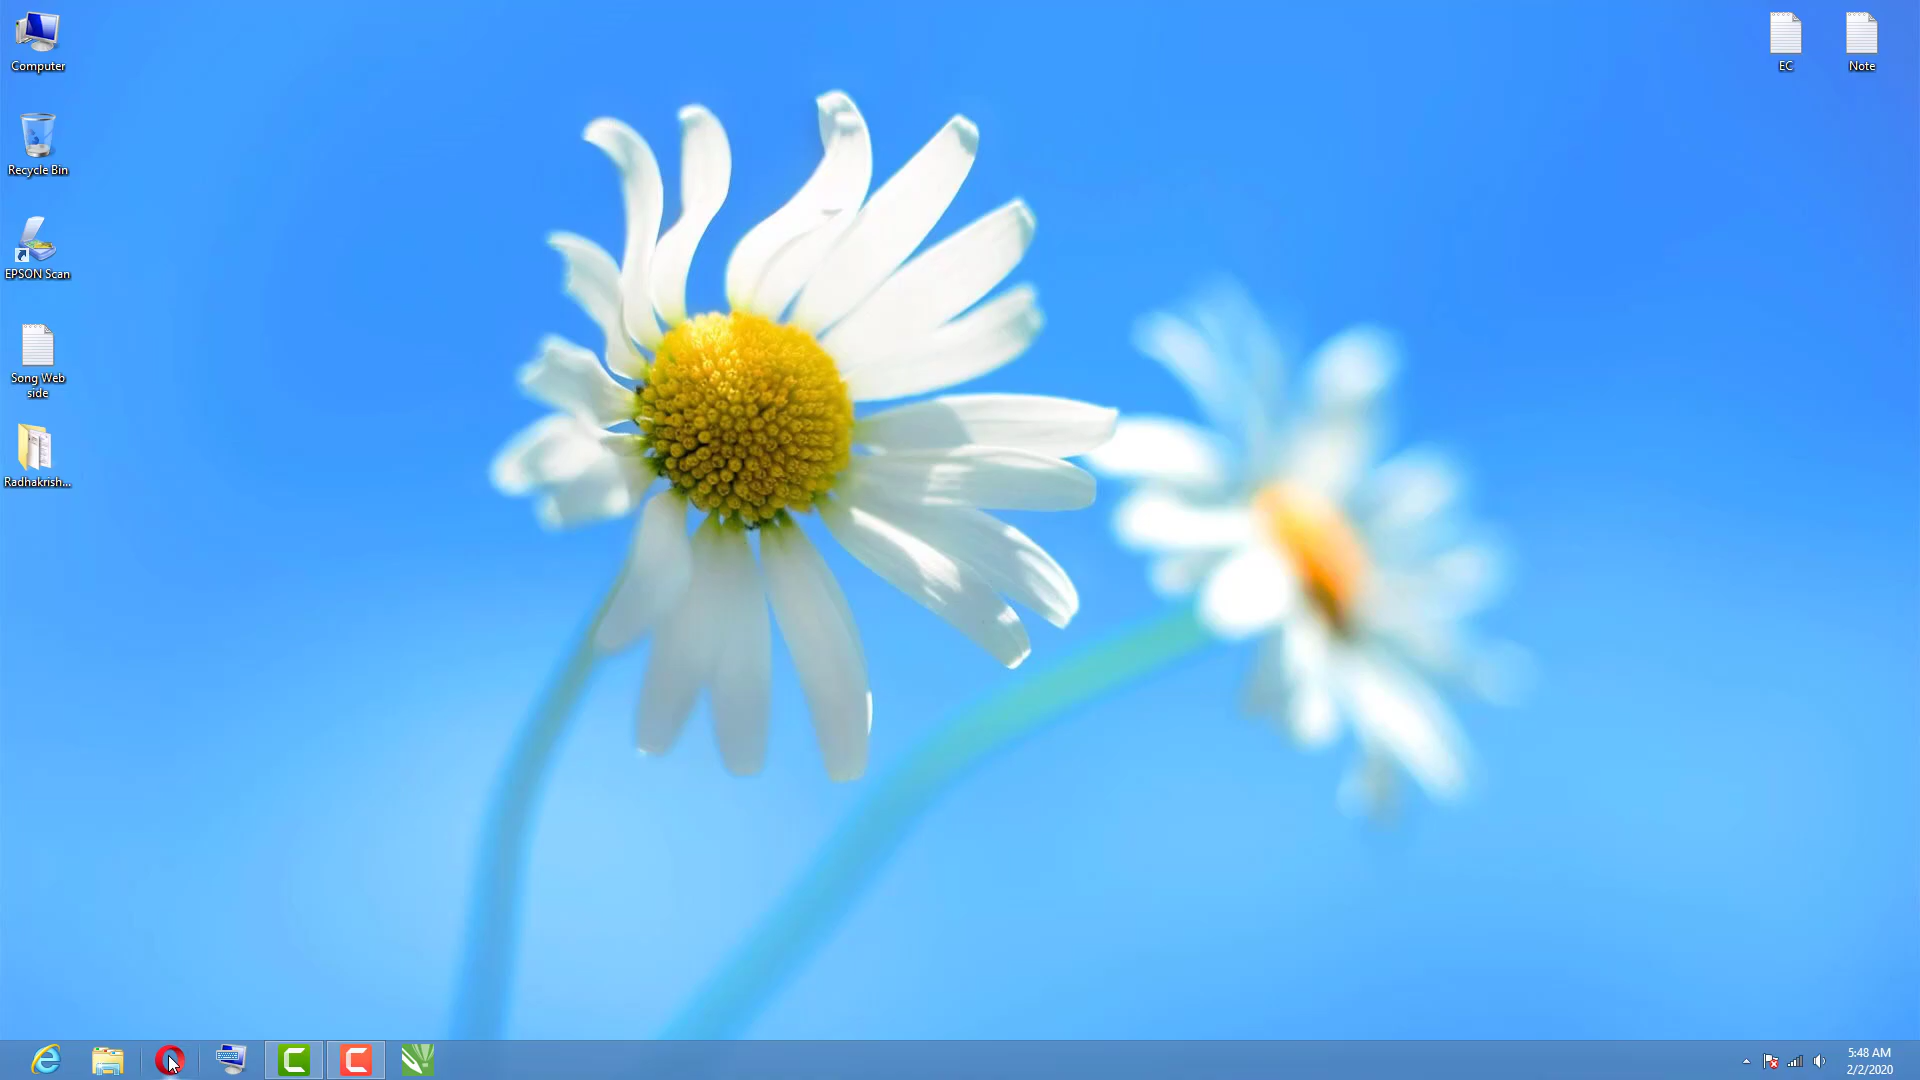 Computer
Recycle Bin
EPSON Scan
Song Web
side
Radhakrish...
EC
Note
5:48 AM
2/2/2020